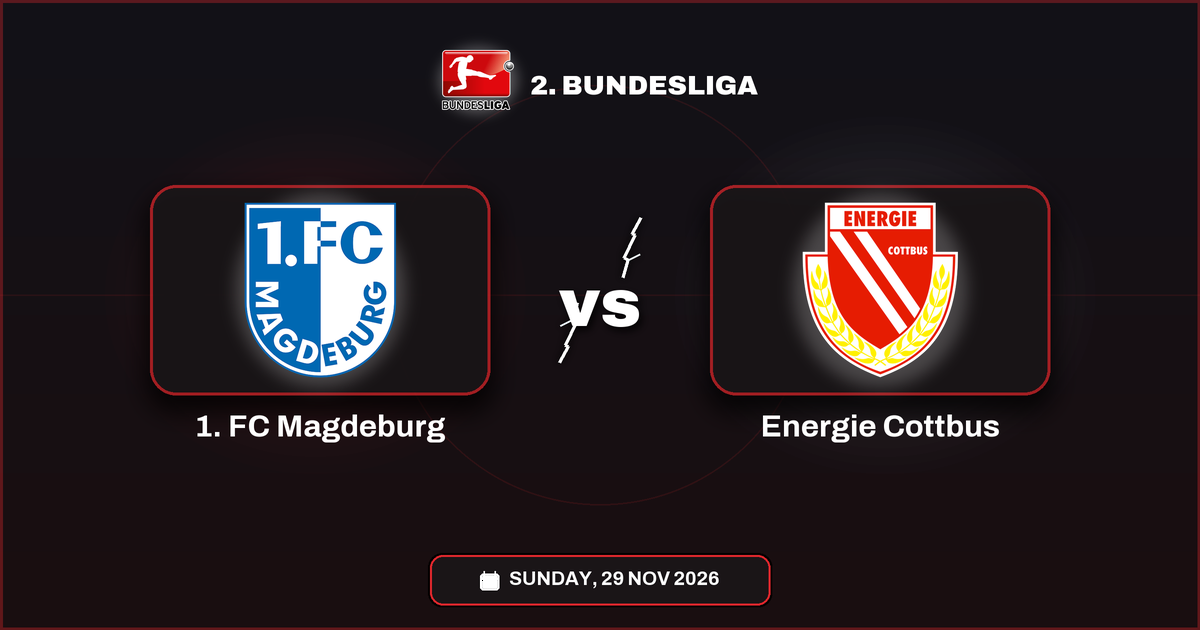 BUNDESLIGA
2. BUNDESLIGA
1.FC
MAGDEBURG
ENERGIE
COTTBUS
VS
1. FC Magdeburg
Energie Cottbus
SUNDAY, 29 NOV 2026